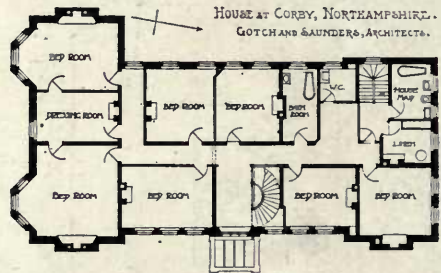 HOUSE AT CORBY, NORTHAMPSHIRE.
GOTCH AND SAUNDERS, ARCHITECTS.
BED ROOM
BED ROOM
BED ROOM
BATH ROOM
W.C.
HOUSE MAID
DRESSING ROOM
LINEN
BED ROOM
BED ROOM
BED ROOM
BED ROOM